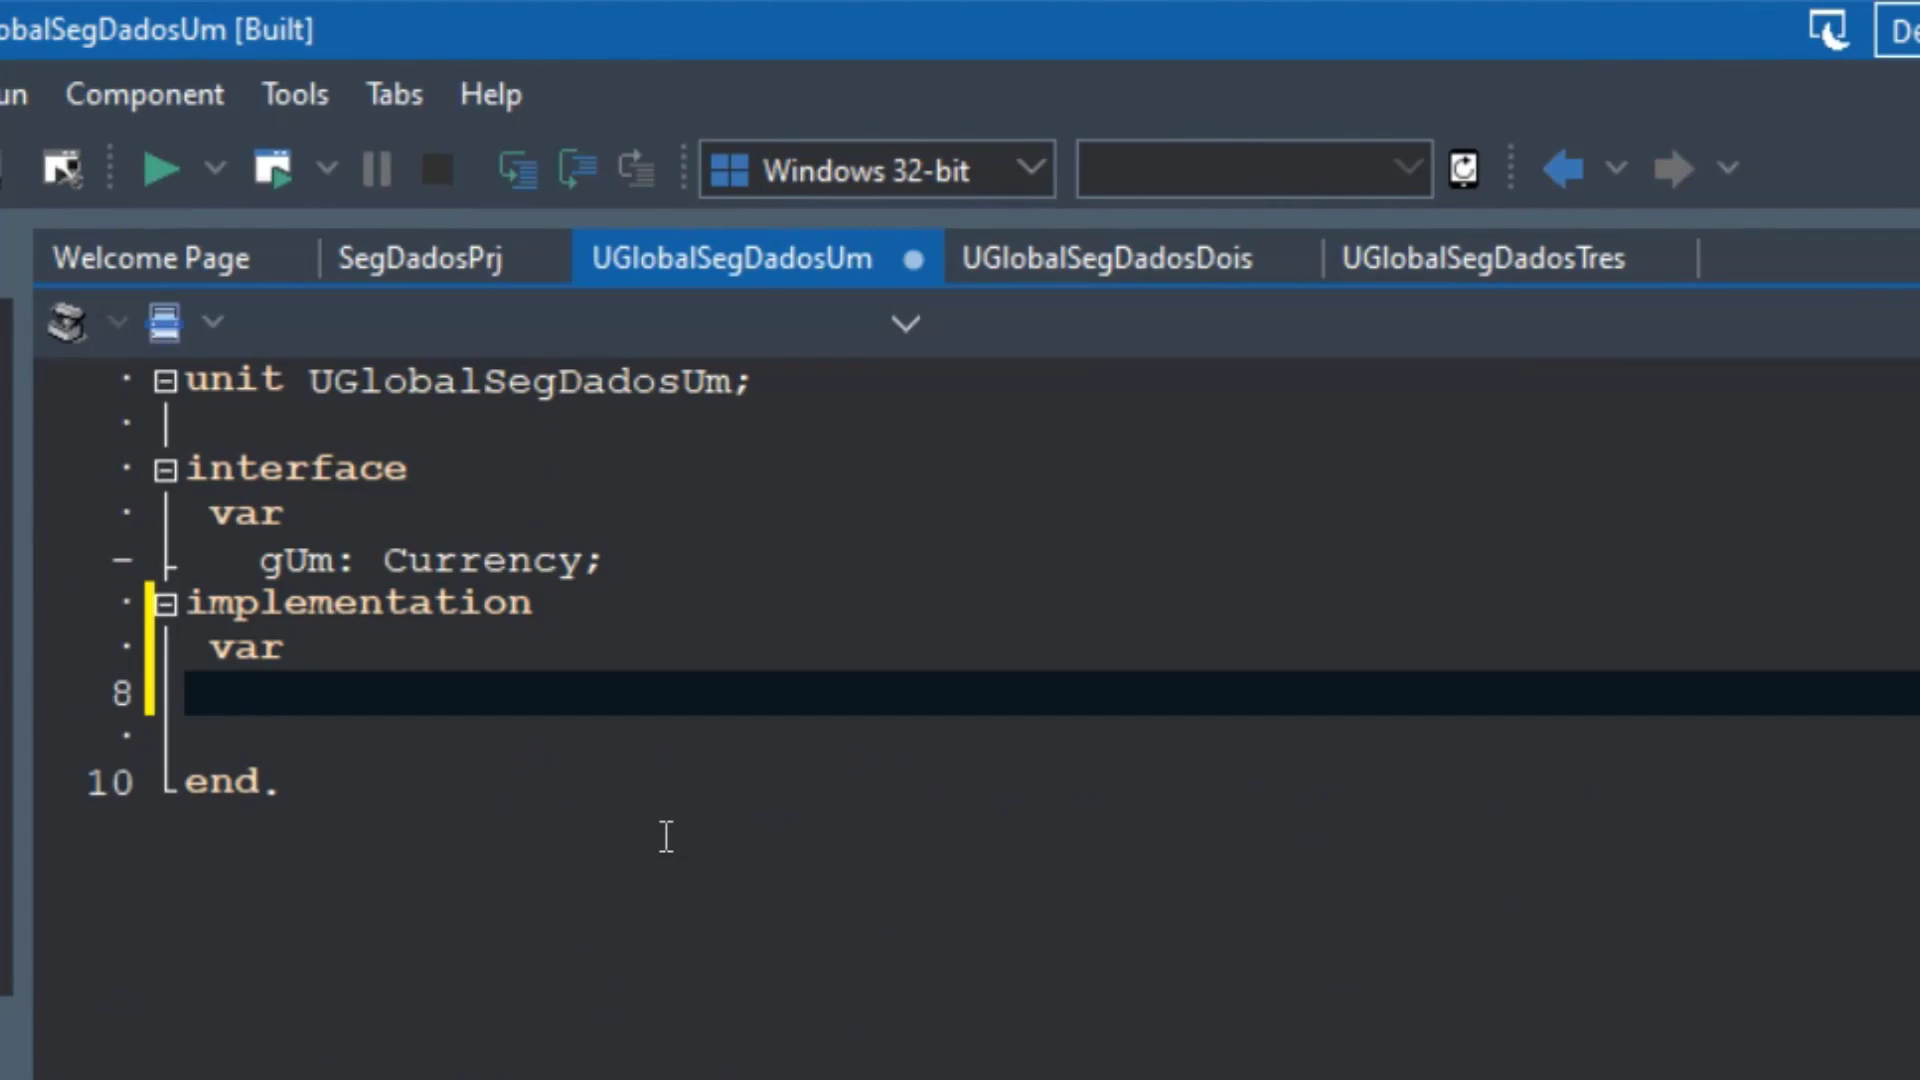 obalSegDadosUm [Built]
un Component Tools Tabs Help
Windows 32-bit
Welcome Page SegDadosPrj UGlobalSegDadosUm UGlobalSegDadosDois UGlobalSegDadosTres
unit UGlobalSegDadosUm;
interface
var
gUm: Currency;
implementation
var
8
10 end.